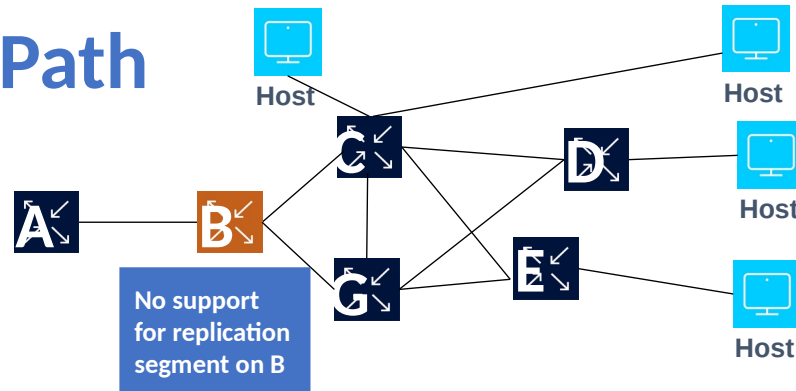 Path
Host
Host
C
D
Host
A
B
G
E
No support
for replication
segment on B
Host